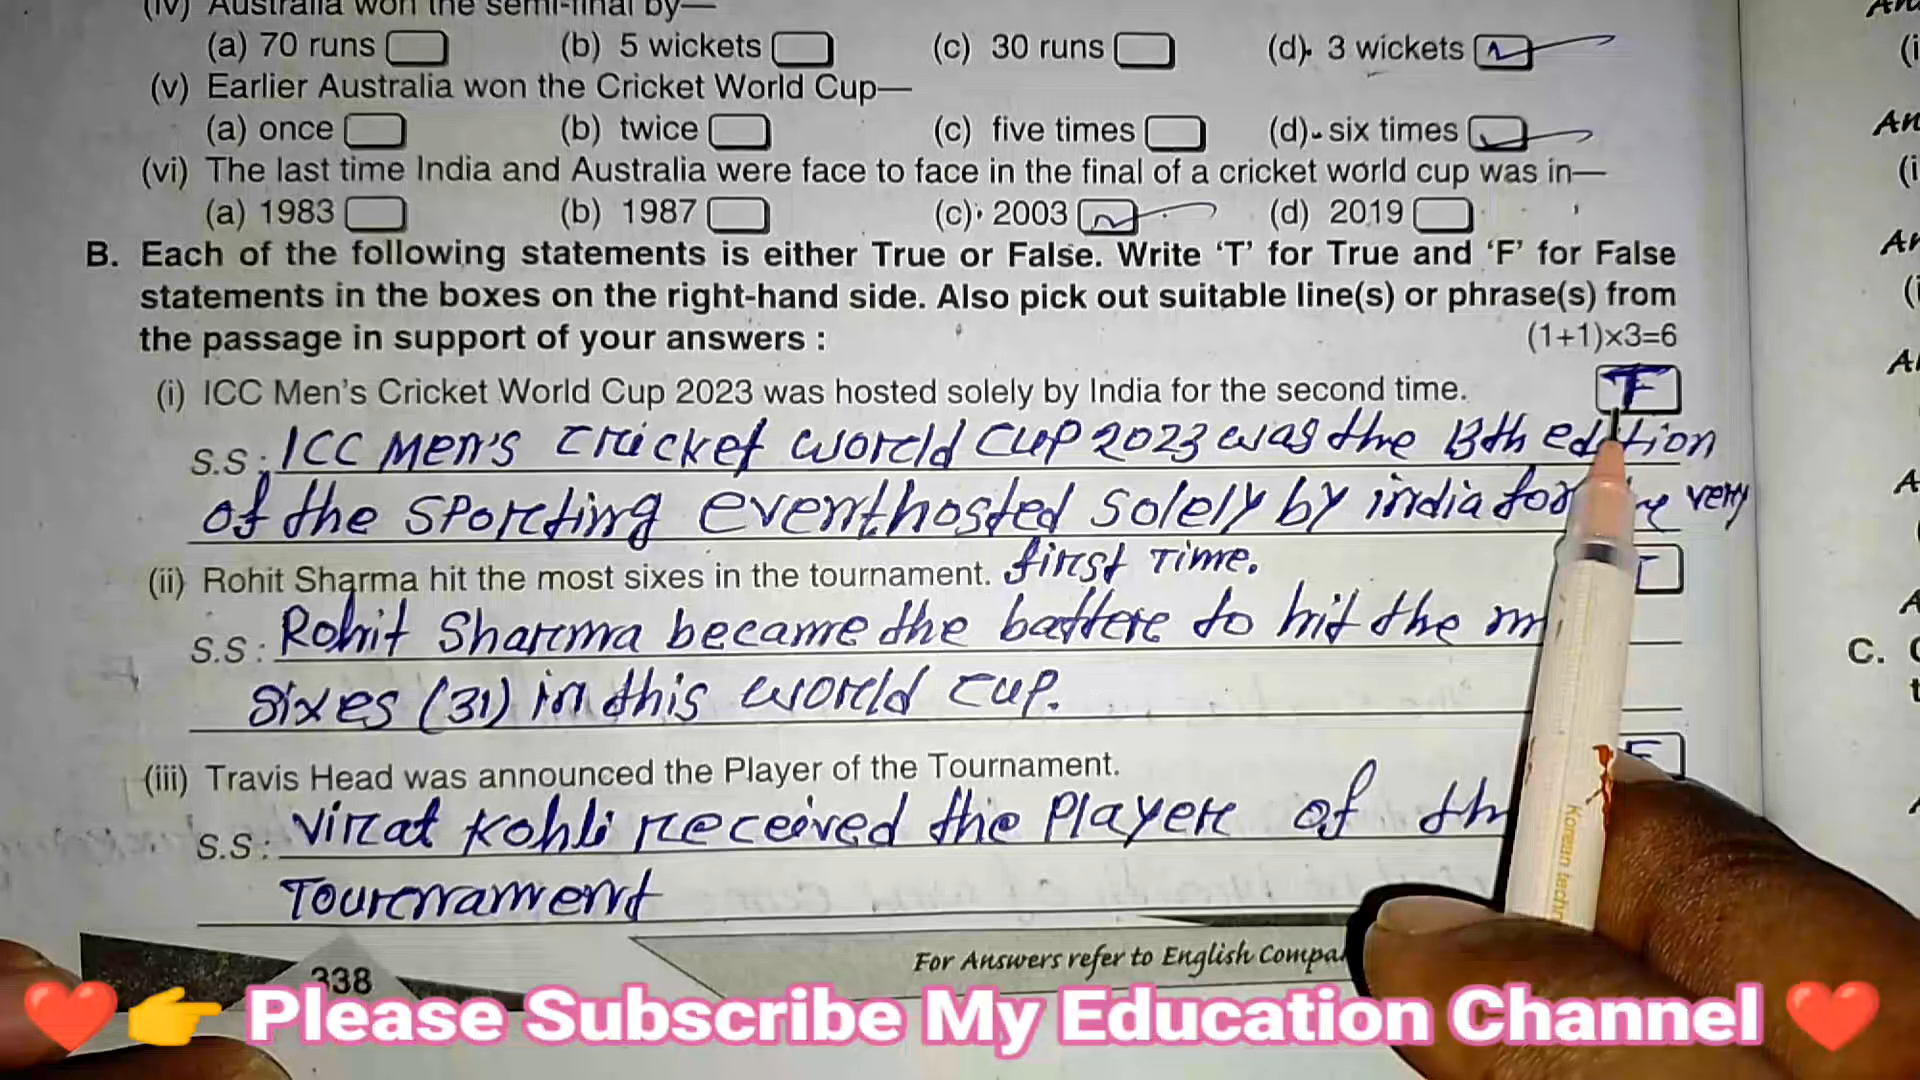 (iv) Australia won the semi-final by—
(a) 70 runs (b) 5 wickets (c) 30 runs (d) 3 wickets
(v) Earlier Australia won the Cricket World Cup—
(a) once (b) twice (c) five times (d) six times
(vi) The last time India and Australia were face to face in the final of a cricket world cup was in—
(a) 1983 (b) 1987 (c) 2003 (d) 2019
B. Each of the following statements is either True or False. Write ‘T’ for True and ‘F’ for False
statements in the boxes on the right-hand side. Also pick out suitable line(s) or phrase(s) from
the passage in support of your answers :
(1+1)×3=6
(i) ICC Men's Cricket World Cup 2023 was hosted solely by India for the second time. F
S.S : ICC Men's Cricket World Cup 2023 was the 13th edition
of the sporting event hosted solely by india for very
first Time.
(ii) Rohit Sharma hit the most sixes in the tournament.
S.S : Rohit Sharma became the batter to hit the
sixes (31) in this world cup.
(iii) Travis Head was announced the Player of the Tournament. F
S.S : Virat Kohli received the Player of
Tournament
For Answers refer to English
338
C.
Korean
❤️👉 Please Subscribe My Education Channel ❤️